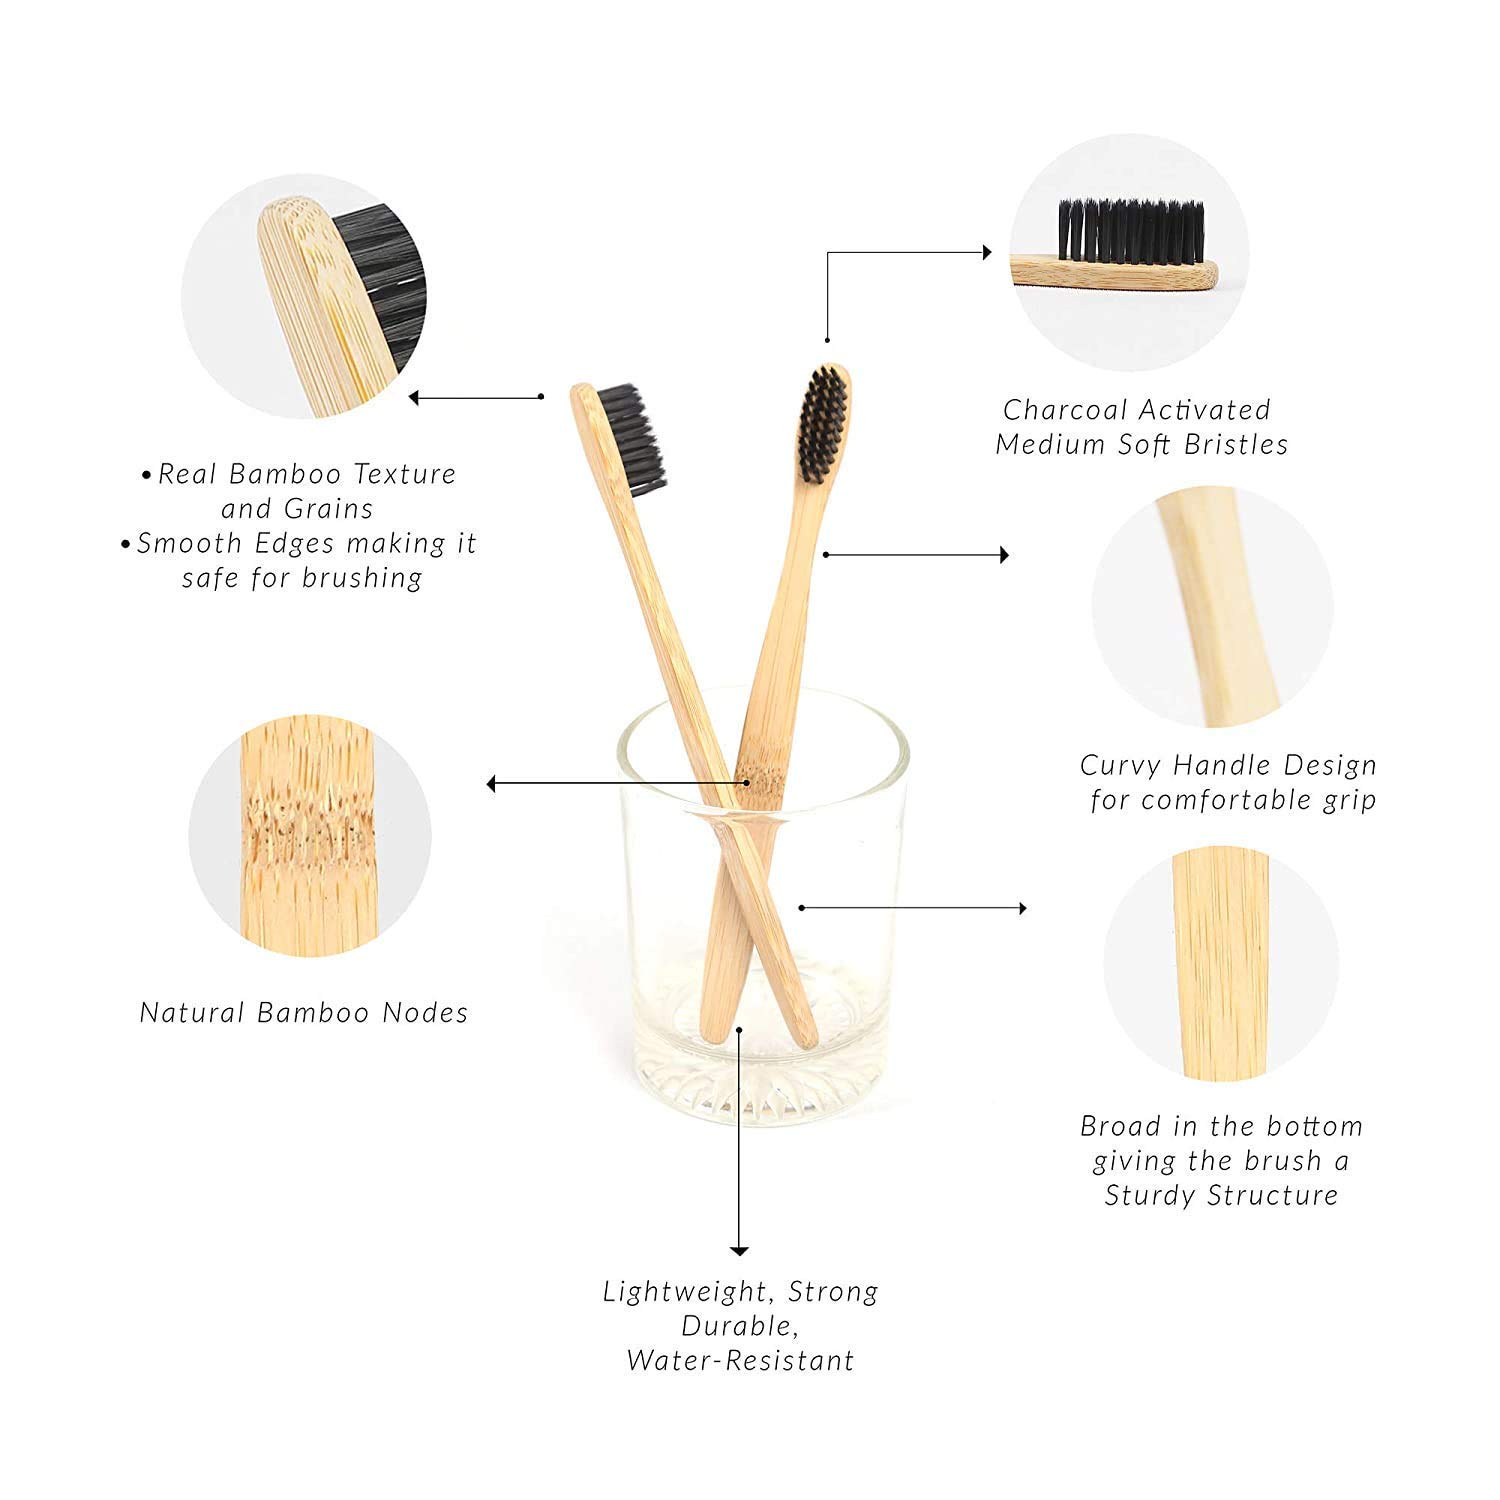 •Real Bamboo Texture
and Grains
•Smooth Edges making it
safe for brushing
Charcoal Activated
Medium Soft Bristles
Curvy Handle Design
for comfortable grip
Natural Bamboo Nodes
Broad in the bottom
giving the brush a
Sturdy Structure
Lightweight, Strong
Durable,
Water-Resistant